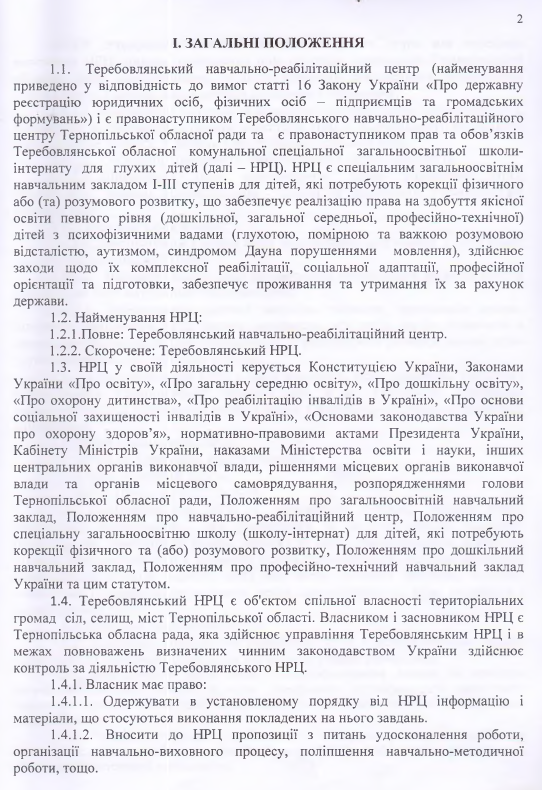 2
І. ЗАГАЛЬНІ ПОЛОЖЕННЯ
1.1. Теребовлянський навчально-реабілітаційний центр (найменування
приведено у відповідність до вимог статті 16 Закону України «Про державну
реєстрацію юридичних осіб, фізичних осіб – підприємців та громадських
формувань») і є правонаступником Теребовлянського навчально-реабілітаційного
центру Тернопільської обласної ради та є правонаступником прав та обов’язків
Теребовлянської обласної комунальної спеціальної загальноосвітньої школи-
інтернату для глухих дітей (далі – НРЦ). НРЦ є спеціальним загальноосвітнім
навчальним закладом І-ІІІ ступенів для дітей, які потребують корекції фізичного
або (та) розумового розвитку, що забезпечує реалізацію права на здобуття якісної
освіти певного рівня (дошкільної, загальної середньої, професійно-технічної)
дітей з психофізичними вадами (глухотою, помірною та важкою розумовою
відсталістю, аутизмом, синдромом Дауна порушеннями мовлення), здійснює
заходи щодо їх комплексної реабілітації, соціальної адаптації, професійної
орієнтації та підготовки, забезпечує проживання та утримання їх за рахунок
держави.
1.2. Найменування НРЦ:
1.2.1.Повне: Теребовлянський навчально-реабілітаційний центр.
1.2.2. Скорочене: Теребовлянський НРЦ.
1.3. НРЦ у своїй діяльності керується Конституцією України, Законами
України «Про освіту», «Про загальну середню освіту», «Про дошкільну освіту»,
«Про охорону дитинства», «Про реабілітацію інвалідів в Україні», «Про основи
соціальної захищеності інвалідів в Україні», «Основами законодавства України
про охорону здоров’я», нормативно-правовими актами Президента України,
Кабінету Міністрів України, наказами Міністерства освіти і науки, інших
центральних органів виконавчої влади, рішеннями місцевих органів виконавчої
влади та органів місцевого самоврядування, розпорядженнями голови
Тернопільської обласної ради, Положенням про загальноосвітній навчальний
заклад, Положенням про навчально-реабілітаційний центр, Положенням про
спеціальну загальноосвітню школу (школу-інтернат) для дітей, які потребують
корекції фізичного та (або) розумового розвитку, Положенням про дошкільний
навчальний заклад, Положенням про професійно-технічний навчальний заклад
України та цим статутом.
1.4. Теребовлянський НРЦ є об'єктом спільної власності територіальних
громад сіл, селищ, міст Тернопільської області. Власником і засновником НРЦ є
Тернопільська обласна рада, яка здійснює управління Теребовлянським НРЦ і в
межах повноважень визначених чинним законодавством України здійснює
контроль за діяльністю Теребовлянського НРЦ.
1.4.1. Власник має право:
1.4.1.1. Одержувати в установленому порядку від НРЦ інформацію і
матеріали, що стосуються виконання покладених на нього завдань.
1.4.1.2. Вносити до НРЦ пропозиції з питань удосконалення роботи,
організації навчально-виховного процесу, поліпшення навчально-методичної
роботи, тощо.